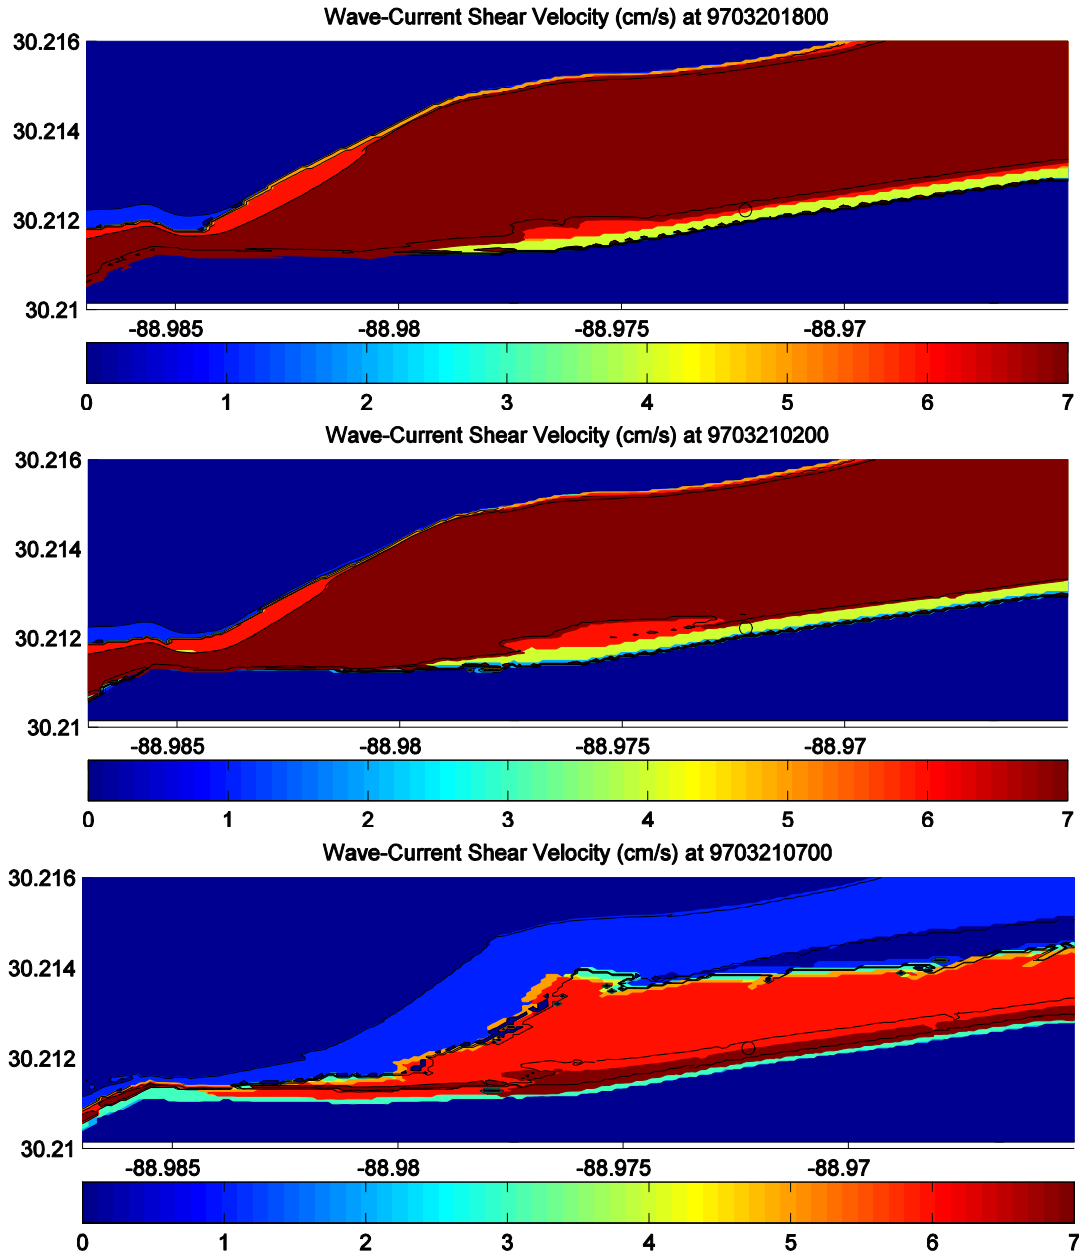 Wave-Current Shear Velocity (cm/s) at 9703201800
30.216
30.214
30.212
30.21
-88.985 -88.98 -88.975 -88.97
0 1 2 3 4 5 6 7
Wave-Current Shear Velocity (cm/s) at 9703210200
30.216
30.214
30.212
30.21
-88.985 -88.98 -88.975 -88.97
0 1 2 3 4 5 6 7
Wave-Current Shear Velocity (cm/s) at 9703210700
30.216
30.214
30.212
30.21
-88.985 -88.98 -88.975 -88.97
0 1 2 3 4 5 6 7